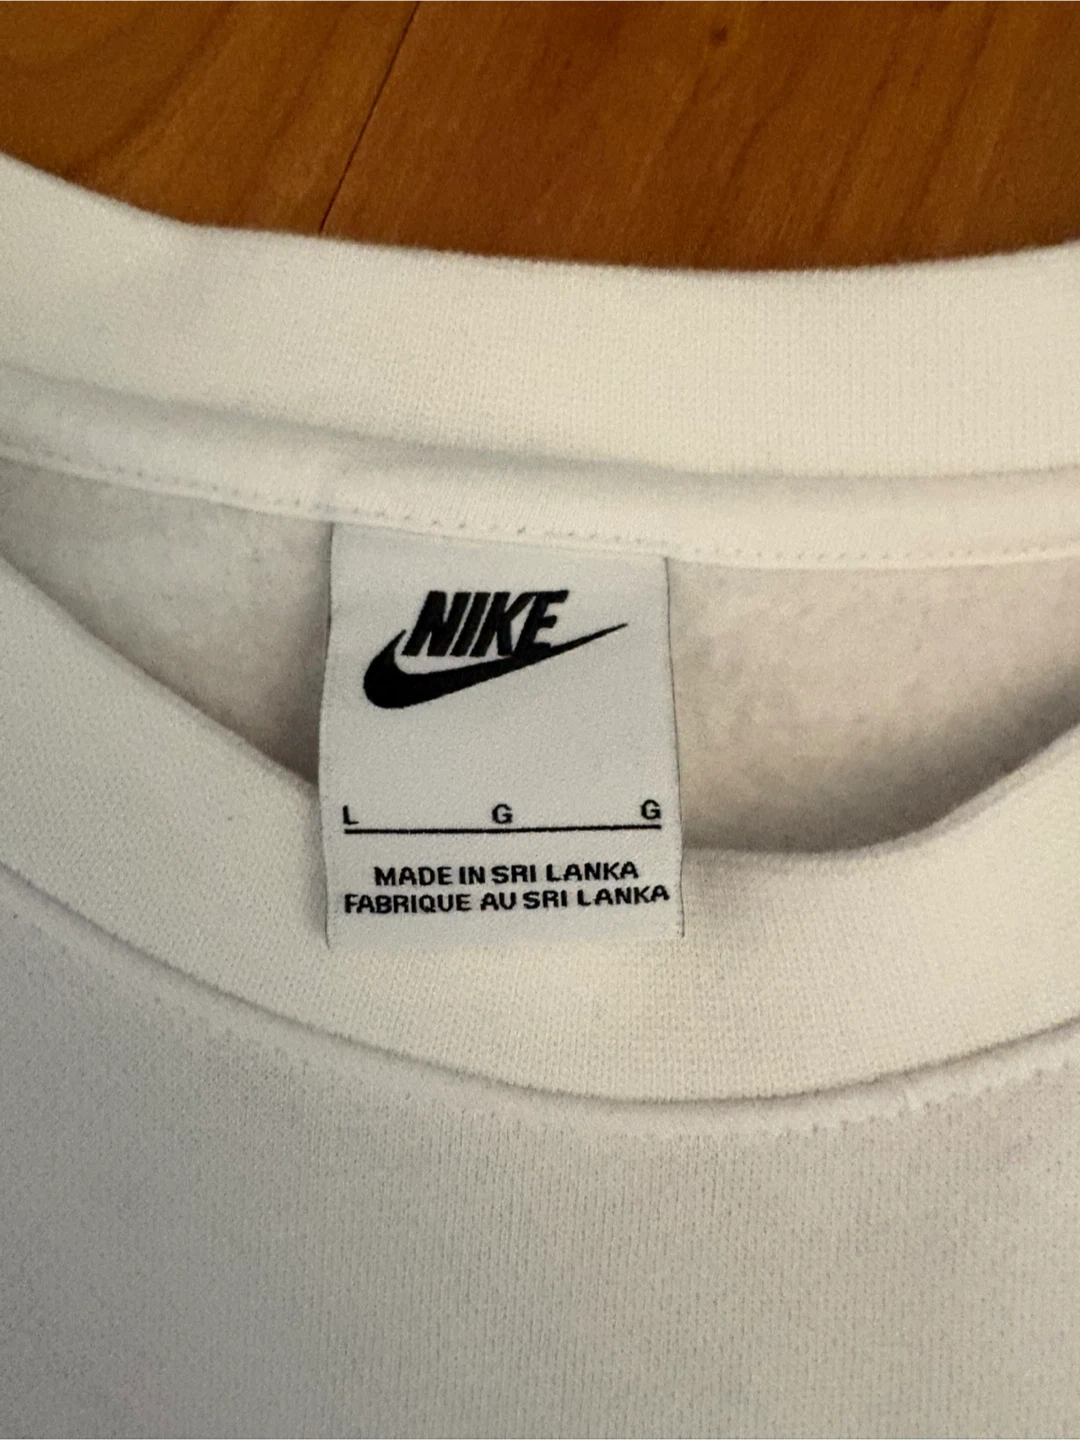 NIKE
L G G
MADE IN SRI LANKA
FABRIQUE AU SRI LANKA